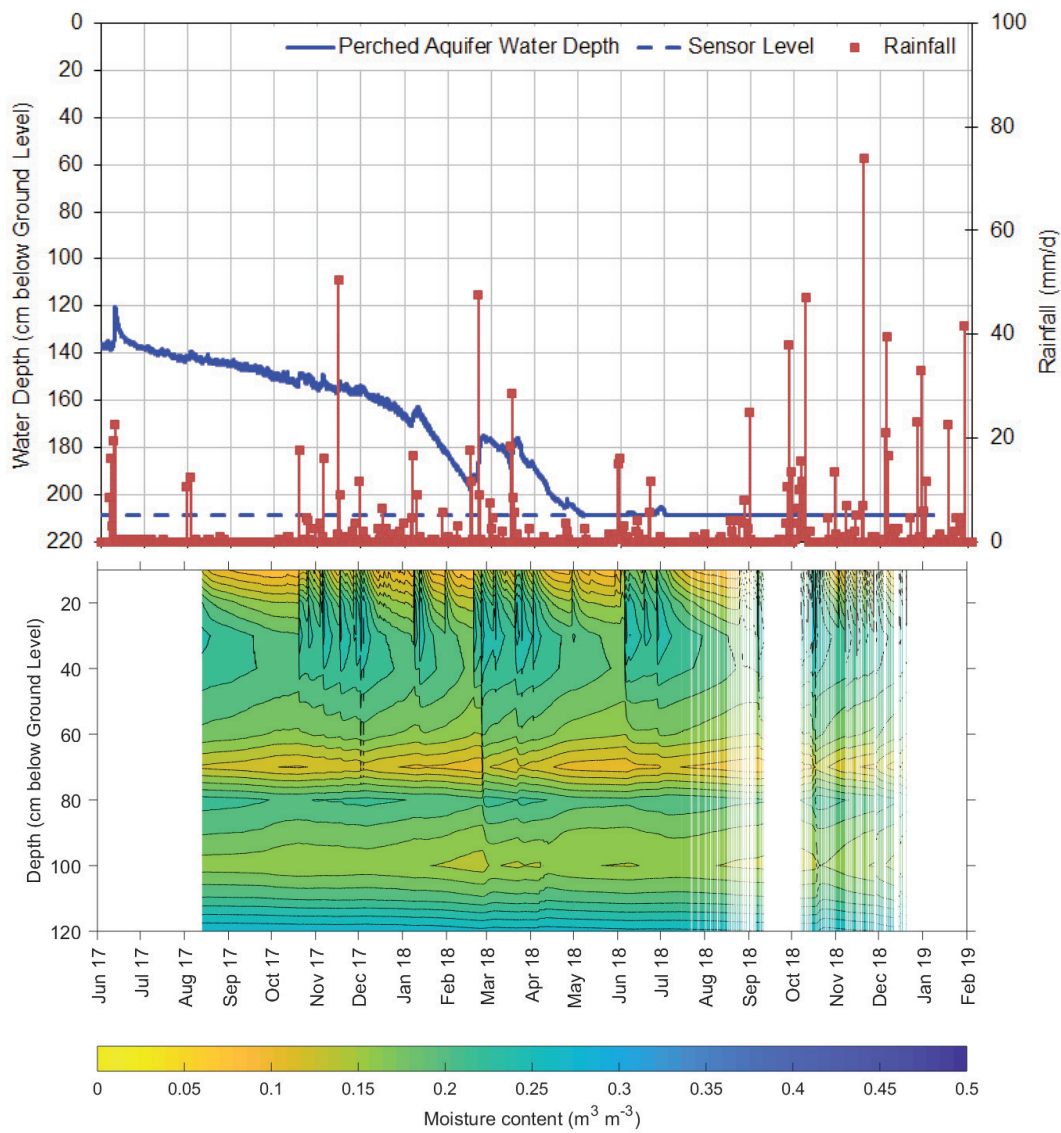 0
20
40
60
80
100
120
140
160
180
200
220
Water Depth (cm below Ground Level)
Perched Aquifer Water Depth
Sensor Level
Rainfall
100
80
60
40
20
0
Rainfall (mm/d)
20
40
60
80
100
120
Depth (cm below Ground Level)
Jun 17
Jul 17
Aug 17
Sep 17
Oct 17
Nov 17
Dec 17
Jan 18
Feb 18
Mar 18
Apr 18
May 18
Jun 18
Jul 18
Aug 18
Sep 18
Oct 18
Nov 18
Dec 18
Jan 19
Feb 19
0
0.05
0.1
0.15
0.2
0.25
0.3
0.35
0.4
0.45
0.5
Moisture content (m³ m⁻³)